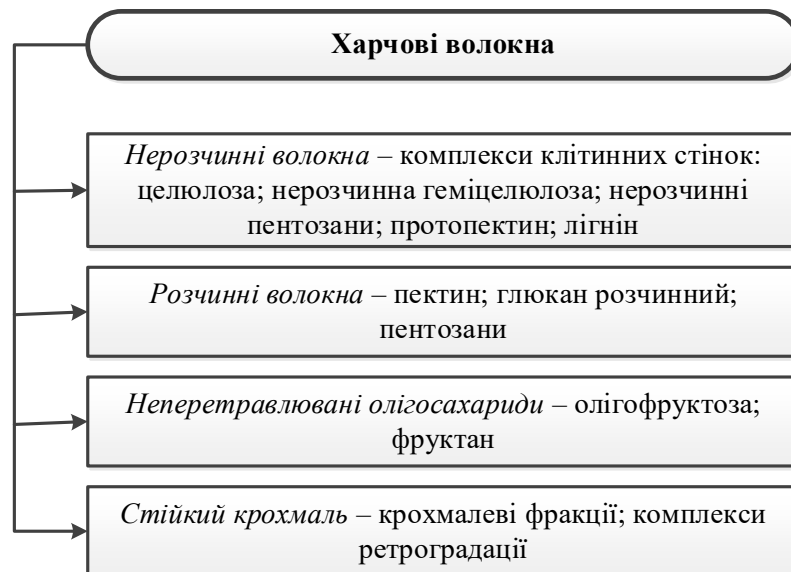 Харчові волокна
Нерозчинні волокна – комплекси клітинних стінок:
целюлоза; нерозчинна геміцелюлоза; нерозчинні
пентозани; протопектин; лігнін
Розчинні волокна – пектин; глюкан розчинний;
пентозани
Неперетравлювані олігосахариди – олігофруктоза;
фруктан
Стійкий крохмаль – крохмалеві фракції; комплекси
ретроградації